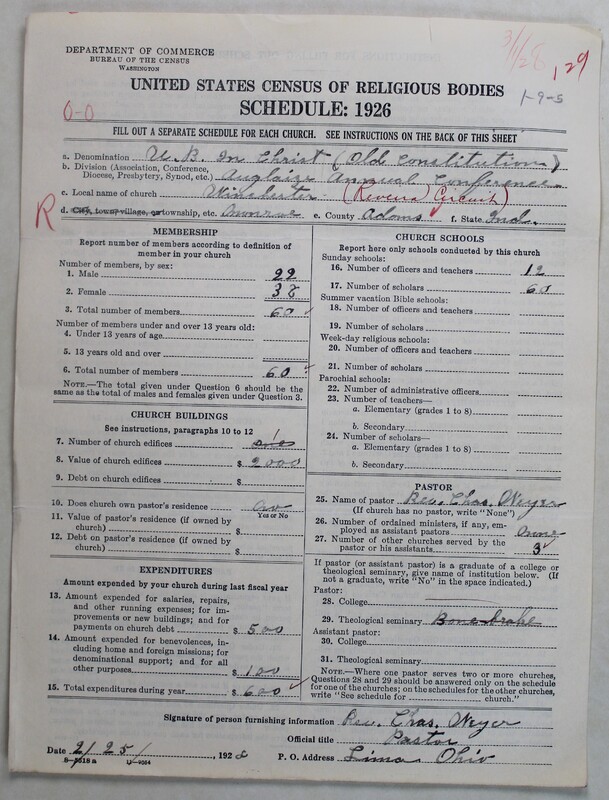 DEPARTMENT OF COMMERCE
BUREAU OF THE CENSUS
WASHINGTON
3/1/28
, 29
1-9-5
UNITED STATES CENSUS OF RELIGIOUS BODIES
SCHEDULE: 1926
0-0
FILL OUT A SEPARATE SCHEDULE FOR EACH CHURCH. SEE INSTRUCTIONS ON THE BACK OF THIS SHEET
a. Denomination U. B. In Christ (Old Constitution)
b. Division (Association, Conference, Diocese, Presbytery, Synod, etc.) Auglaize Annual Conference
c. Local name of church Winchester (Rivera Circuit)
R
d. City, town, village, or township, etc. Monroe e. County Adams f. State Ind.
MEMBERSHIP
Report number of members according to definition of
member in your church
Number of members, by sex:
1. Male 22
2. Female 38
3. Total number of members 60
Number of members under and over 13 years old:
4. Under 13 years of age
5. 13 years old and over
6. Total number of members 60
NOTE.—The total given under Question 6 should be the
same as the total of males and females given under Question 3.
CHURCH BUILDINGS
See instructions, paragraphs 10 to 12
7. Number of church edifices 1
8. Value of church edifices $ 2000
9. Debt on church edifices $
10. Does church own pastor's residence no
Yes or No
11. Value of pastor's residence (if owned by
church) $
12. Debt on pastor's residence (if owned by
church) $
EXPENDITURES
Amount expended by your church during last fiscal year
13. Amount expended for salaries, repairs,
and other running expenses; for im-
provements or new buildings; and for
payments on church debt $ 500
14. Amount expended for benevolences, in-
cluding home and foreign missions; for
denominational support; and for all
other purposes $ 100
15. Total expenditures during year $ 600
CHURCH SCHOOLS
Report here only schools conducted by this church
Sunday schools:
16. Number of officers and teachers 12
17. Number of scholars 60
Summer vacation Bible schools:
18. Number of officers and teachers
19. Number of scholars
Week-day religious schools:
20. Number of officers and teachers
21. Number of scholars
Parochial schools:
22. Number of administrative officers
23. Number of teachers—
a. Elementary (grades 1 to 8)
b. Secondary
24. Number of scholars—
a. Elementary (grades 1 to 8)
b. Secondary
PASTOR
25. Name of pastor Rev. Chas. Weyer
(If church has no pastor, write "None")
26. Number of ordained ministers, if any, em-
ployed as assistant pastors None
27. Number of other churches served by the
pastor or his assistants 3
If pastor (or assistant pastor) is a graduate of a college or
theological seminary, give name of institution below. (If
not a graduate, write "No" in the space indicated.)
Pastor:
28. College
29. Theological seminary Bonebrake
Assistant pastor:
30. College
31. Theological seminary
NOTE.—Where one pastor serves two or more churches,
Questions 28 and 29 should be answered only on the schedule
for one of the churches; on the schedules for the other churches,
write "See schedule for church."
Signature of person furnishing information Rev. Chas. Weyer
Official title Pastor
Date 2/25/, 1928 P. O. Address Lima Ohio
8-5518 a 11-9064